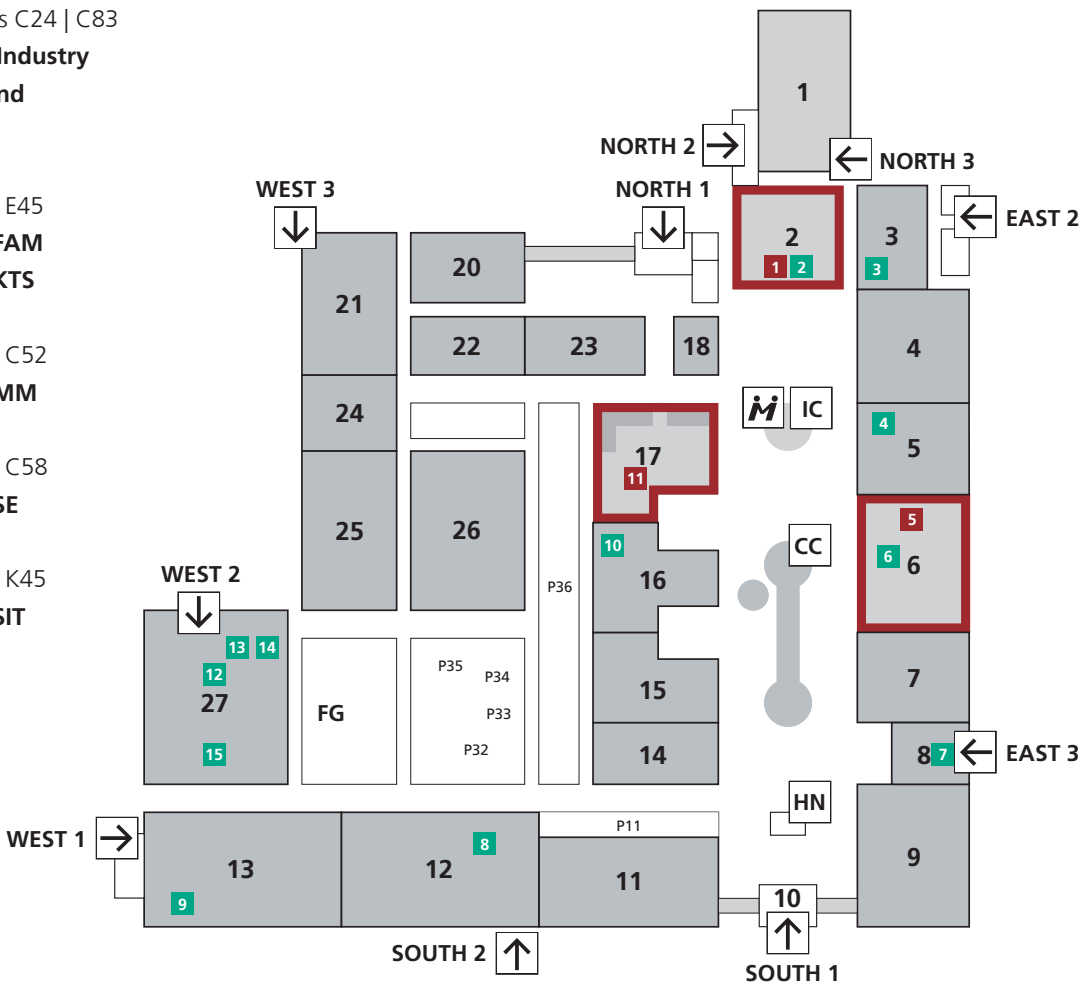 s C24 | C83
Industry
nd
E45
FAM
KTS
C52
MM
C58
SE
K45
SIT
1
NORTH 2
NORTH 3
WEST 3
NORTH 1
EAST 2
2
1 2
3
3
20
21
22
23
18
4
24
IC
4
5
17
11
25
26
10
16
P36
CC
5
6
6
WEST 2
13 14
12
27
15
FG
P35
P34
P33
P32
15
14
7
8 7
EAST 3
HN
WEST 1
13
9
12
8
P11
11
10
9
SOUTH 2
SOUTH 1